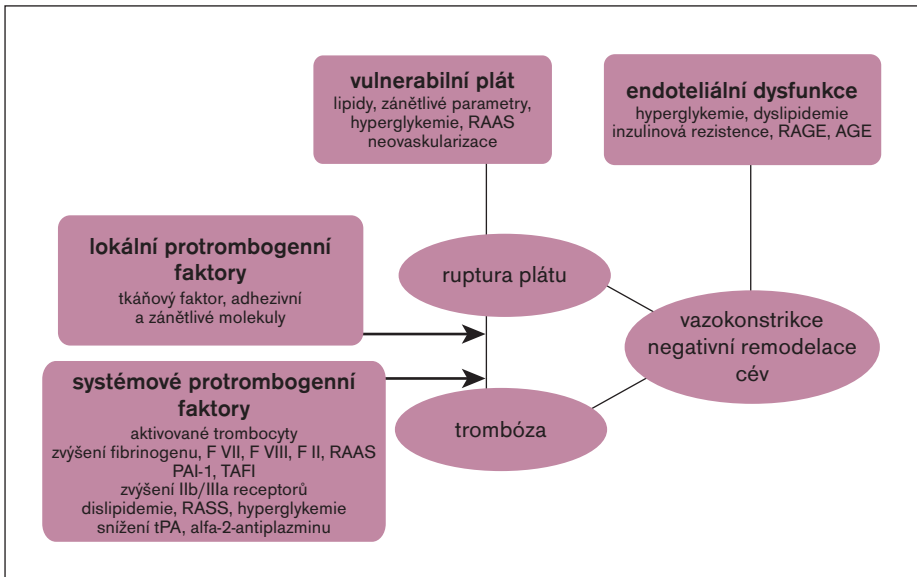 vulnerabilní plát
lipidy, zánětlivé parametry,
hyperglykemie, RAAS
neovaskularizace
endoteliální dysfunkce
hyperglykemie, dyslipidemie
inzulinová rezistence, RAGE, AGE
lokální protrombogenní
faktory
tkáňový faktor, adhezivní
a zánětlivé molekuly
ruptura plátu
vazokonstrikce
negativní remodelace
cév
systémové protrombogenní
faktory
aktivované trombocyty
zvýšení fibrinogenu, F VII, F VIII, F II, RAAS
PAI-1, TAFI
zvýšení IIb/IIIa receptorů
dislipidemie, RASS, hyperglykemie
snížení tPA, alfa-2-antiplazminu
trombóza